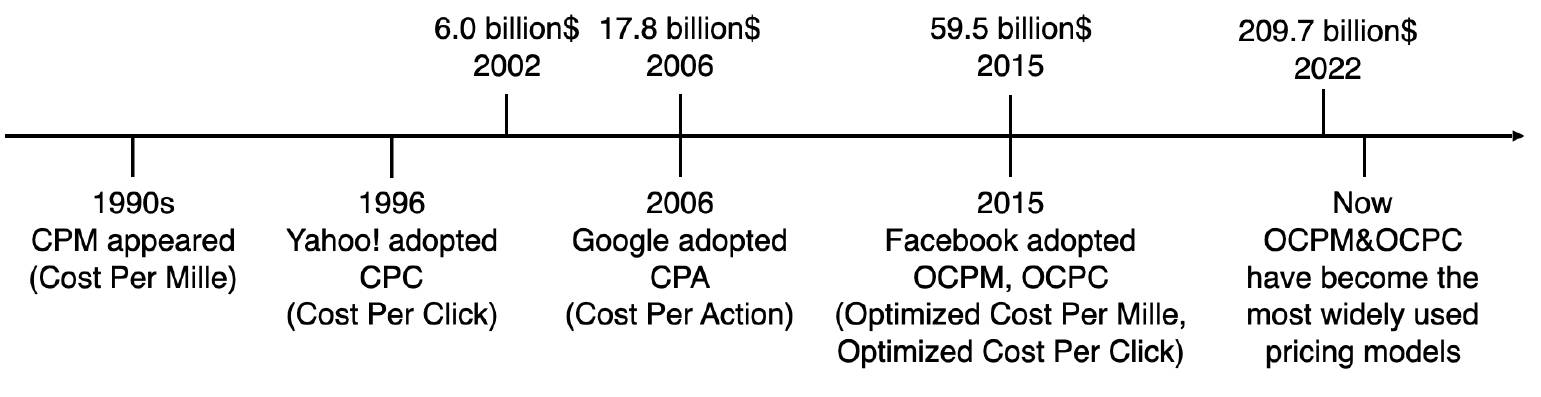 6.0 billion$
2002
17.8 billion$
2006
59.5 billion$
2015
209.7 billion$
2022
1990s
CPM appeared
(Cost Per Mille)
1996
Yahoo! adopted
CPC
(Cost Per Click)
2006
Google adopted
CPA
(Cost Per Action)
2015
Facebook adopted
OCPM, OCPC
(Optimized Cost Per Mille,
Optimized Cost Per Click)
Now
OCPM&OCPC
have become the
most widely used
pricing models